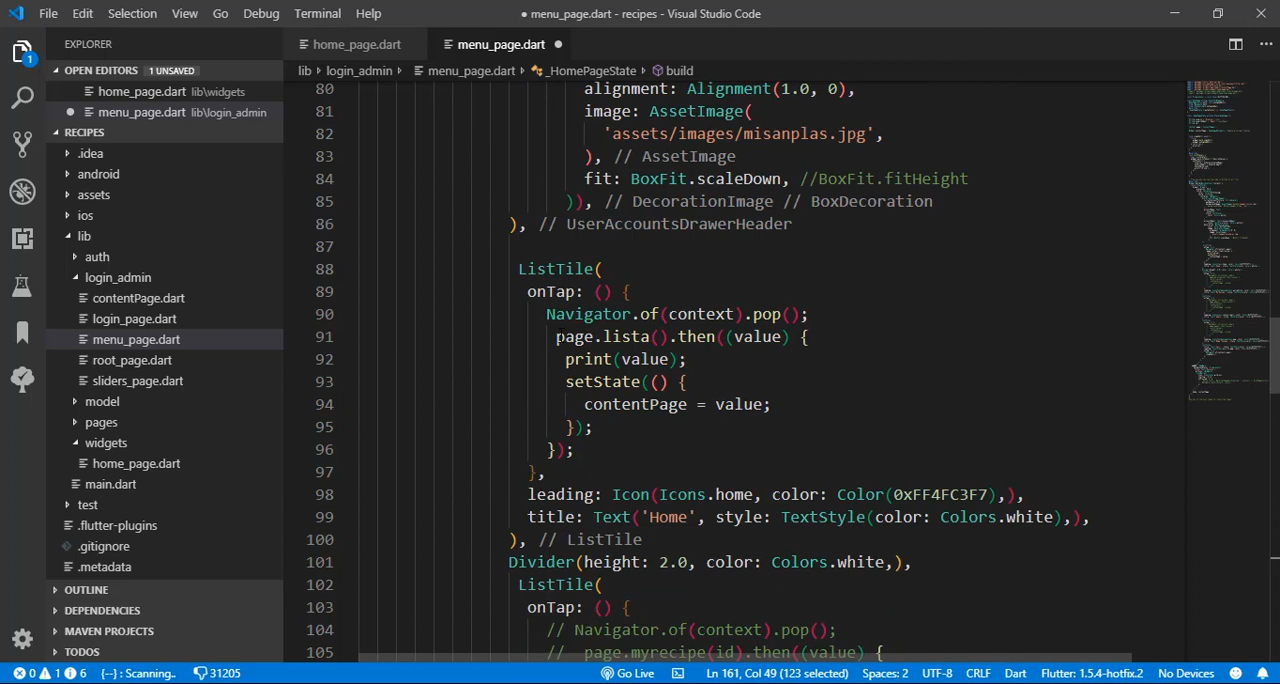 File Edit Selection View Go Debug Terminal Help
● menu_page.dart - recipes - Visual Studio Code
EXPLORER
home_page.dart
menu_page.dart ●
OPEN EDITORS 1 UNSAVED
lib › login_admin › menu_page.dart › _HomePageState › build
home_page.dart lib\widgets
● menu_page.dart lib\login_admin
RECIPES
.idea
android
assets
ios
lib
auth
login_admin
contentPage.dart
login_page.dart
menu_page.dart
root_page.dart
sliders_page.dart
model
pages
widgets
home_page.dart
main.dart
test
.flutter-plugins
.gitignore
.metadata
OUTLINE
DEPENDENCIES
MAVEN PROJECTS
TODOS
1
80 alignment: Alignment(1.0, 0),
81 image: AssetImage(
82 'assets/images/misanplas.jpg',
83 ), // AssetImage
84 fit: BoxFit.scaleDown, //BoxFit.fitHeight
85 )), // DecorationImage // BoxDecoration
86 ), // UserAccountsDrawerHeader
87
88 ListTile(
89 onTap: () {
90 Navigator.of(context).pop();
91 page.lista().then((value) {
92 print(value);
93 setState(() {
94 contentPage = value;
95 });
96 });
97 },
98 leading: Icon(Icons.home, color: Color(0xFF4FC3F7),),
99 title: Text('Home', style: TextStyle(color: Colors.white),),
100 ), // ListTile
101 Divider(height: 2.0, color: Colors.white,),
102 ListTile(
103 onTap: () {
104 // Navigator.of(context).pop();
105 // page.myrecipe(id).then((value) {
0 1 6 {--} : Scanning.. 31205
Go Live Ln 161, Col 49 (123 selected) Spaces: 2 UTF-8 CRLF Dart Flutter: 1.5.4-hotfix.2 No Devices